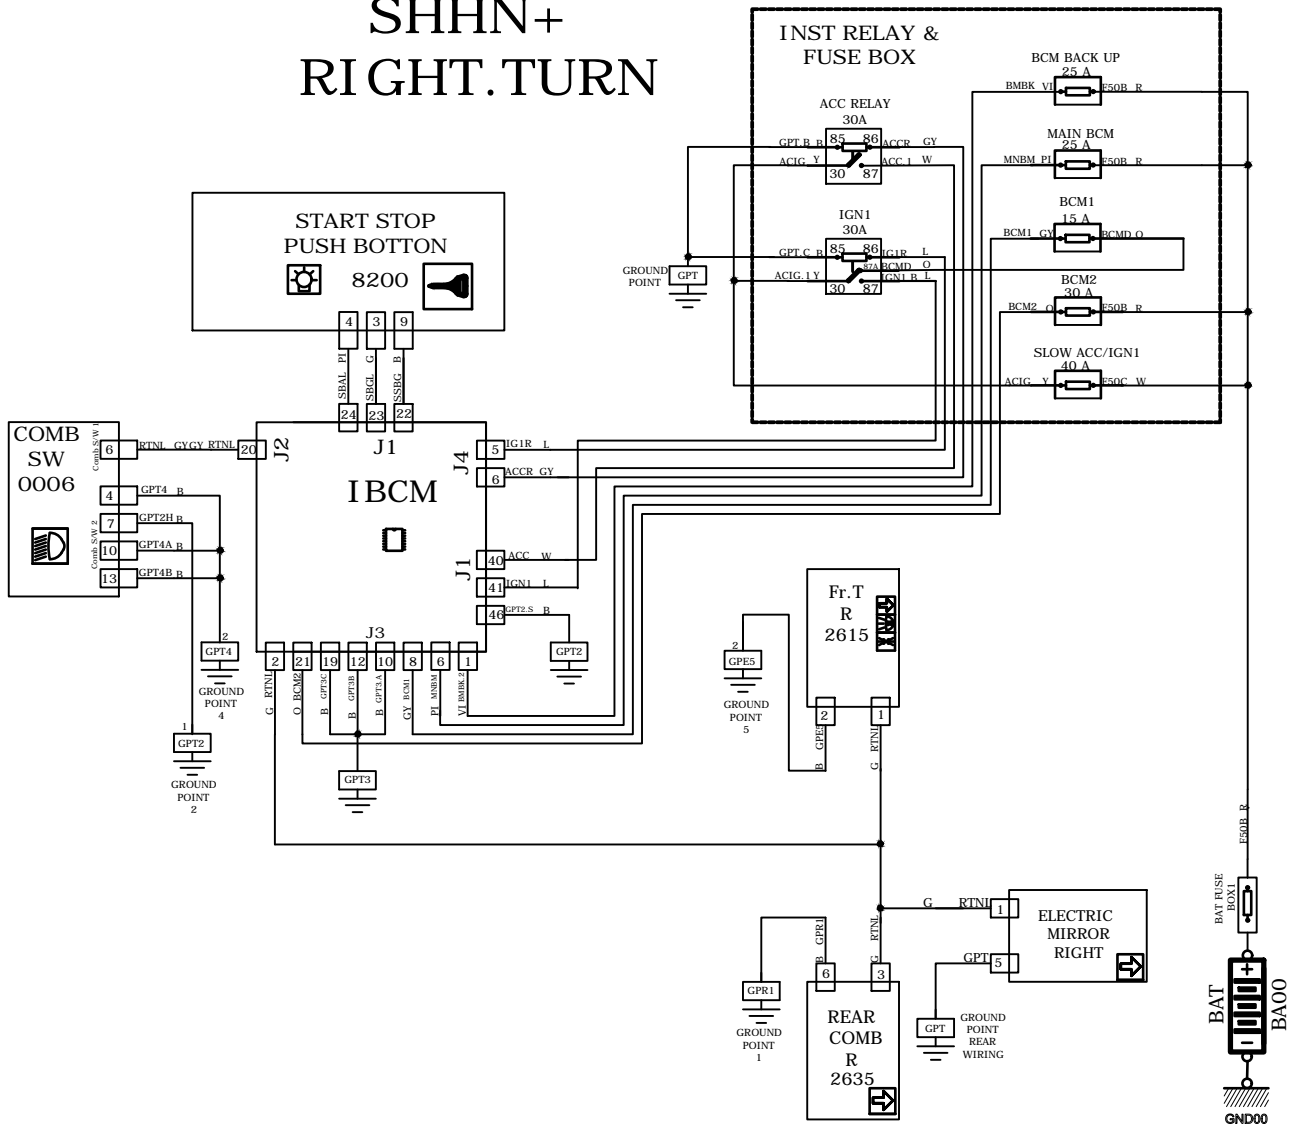 SHHN+
RIGHT.TURN
INST RELAY &
FUSE BOX
BCM BACK UP
25 A
BMBK VI
F50B R
ACC RELAY
30A
85 86
GPT.B B
ACCR GY
ACIG Y
ACC.1 W
30 87
MAIN BCM
25 A
MNBM PI
F50B R
IGN1
30A
85 86
GPT.C B
IG1R L
87A
BCMD O
ACIG.1 Y
IGN1.B L
30 87
BCM1
15 A
BCM1 GY
BCMD O
BCM2
30 A
BCM2 O
F50B R
SLOW ACC/IGN1
40 A
ACIG Y
F50C W
GROUND
POINT
GPT
START STOP
PUSH BOTTON
8200
4 3 9
SBAL PI
SBGL G
SSBG B
24 23 22
J1
J2
J4
IBCM
J1
J3
COMB
SW
0006
Comb S/W 1
Comb S/W 2
6
RTNL GY
GY RTNL
20
4
GPT4 B
7
GPT2H B
10
GPT4A B
13
GPT4B B
5
IG1R L
6
ACCR GY
40
ACC W
41
IGN1 L
46
GPT2.S B
GPT2
2
GPT4
GROUND
POINT
4
1
GPT2
GROUND
POINT
2
2 21 19 12 10 8 6 1
G RTNL
O BCM2
B GPT3C
B GPT3B
B GPT3.A
GY BCM1
PI MNBM
VI BMBK.2
GPT3
Fr.T
R
2615
2 1
B GPE5
G RTNL
2
GPE5
GROUND
POINT
5
G RTNL
1
ELECTRIC
MIRROR
RIGHT
GPT
5
GPT
GROUND
POINT
REAR
WIRING
B GPR1
G RTNL
6 3
REAR
COMB
R
2635
GPR1
GROUND
POINT
1
F50B R
BAT FUSE
BOX1
BAT
BA00
+
−
GND00